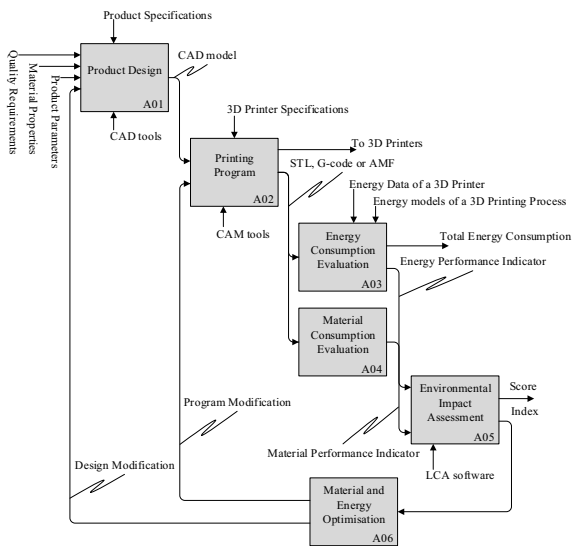 Product Specifications
Quality Requirements
Material Properties
Product Parameters
Product Design
A01
CAD model
CAD tools
3D Printer Specifications
Printing
Program
A02
To 3D Printers
STL, G-code or AMF
CAM tools
Energy Data of a 3D Printer
Energy models of a 3D Printing Process
Energy
Consumption
Evaluation
A03
Total Energy Consumption
Energy Performance Indicator
Material
Consumption
Evaluation
A04
Environmental
Impact
Assessment
A05
Score
Index
Program Modification
Material Performance Indicator
LCA software
Design Modification
Material and
Energy
Optimisation
A06